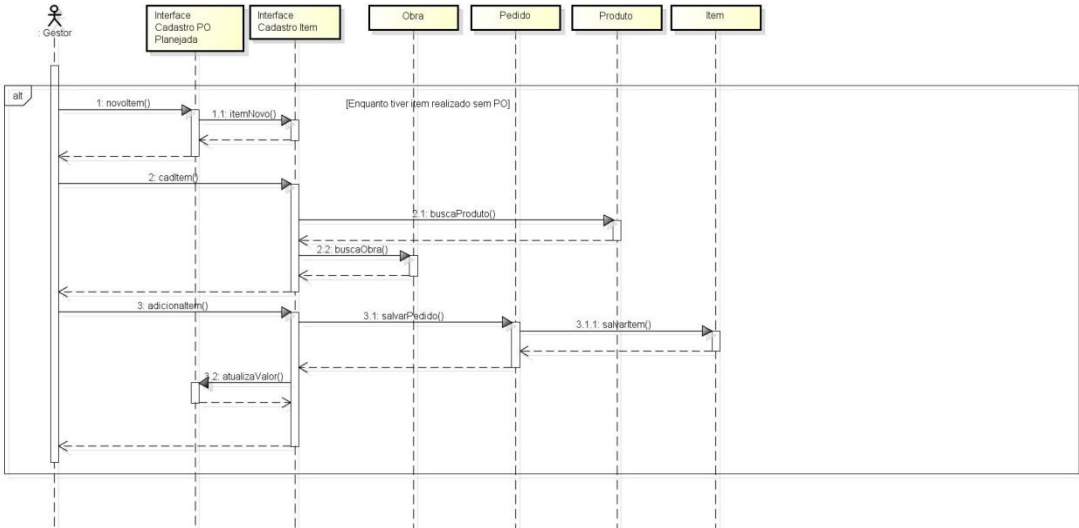 : Gestor
Interface
Cadastro PO
Planejada
Interface
Cadastro Item
Obra
Pedido
Produto
Item
alt
[Enquanto tiver item realizado sem PO]
1: novoItem()
1.1: itemNovo()
2: cadItem()
2.1: buscaProduto()
2.2: buscaObra()
3: adicionaItem()
3.1: salvarPedido()
3.1.1: salvarItem()
3.2: atualizaValor()